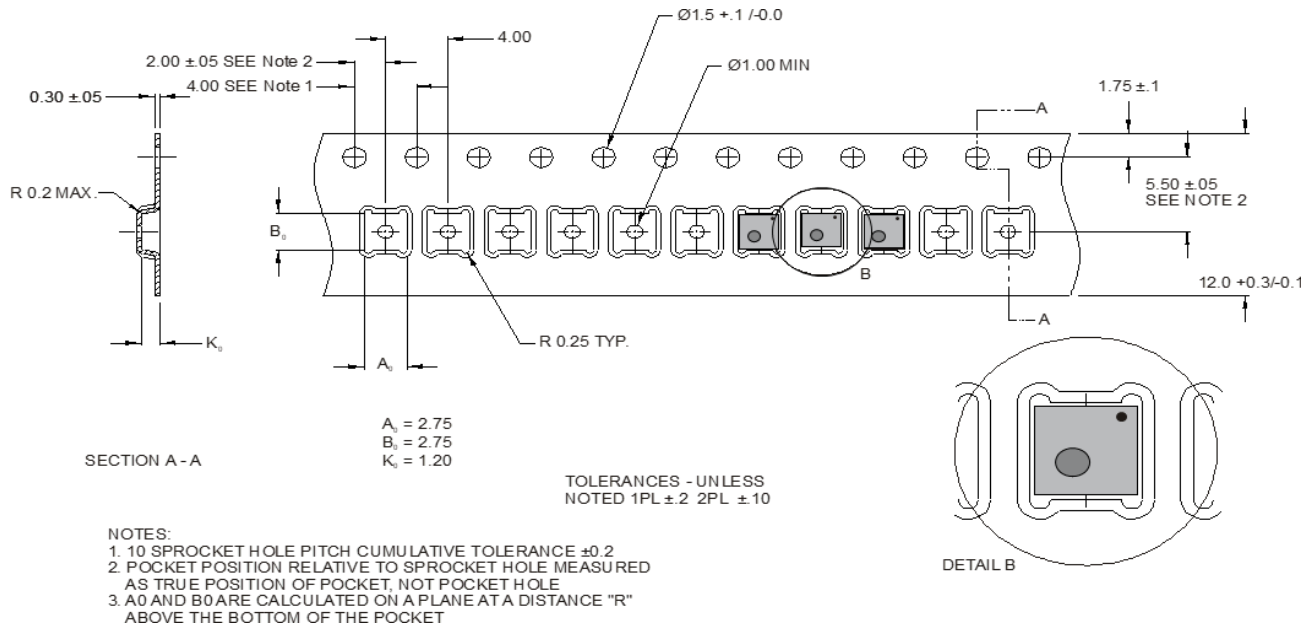 Ø1.5 +.1 /-0.0
4.00
2.00 ±.05 SEE Note 2
Ø1.00 MIN
4.00 SEE Note 1
0.30 ±.05
1.75 ±.1
A
R 0.2 MAX.
5.50 ±.05
SEE NOTE 2
B₀
B
12.0 +0.3/-0.1
A
K₀
R 0.25 TYP.
A₀
A₀ = 2.75
B₀ = 2.75
K₀ = 1.20
SECTION A - A
TOLERANCES - UNLESS
NOTED 1PL ±.2 2PL ±.10
DETAIL B
NOTES:
1. 10 SPROCKET HOLE PITCH CUMULATIVE TOLERANCE ±0.2
2. POCKET POSITION RELATIVE TO SPROCKET HOLE MEASURED
AS TRUE POSITION OF POCKET, NOT POCKET HOLE
3. A0 AND B0 ARE CALCULATED ON A PLANE AT A DISTANCE "R"
ABOVE THE BOTTOM OF THE POCKET